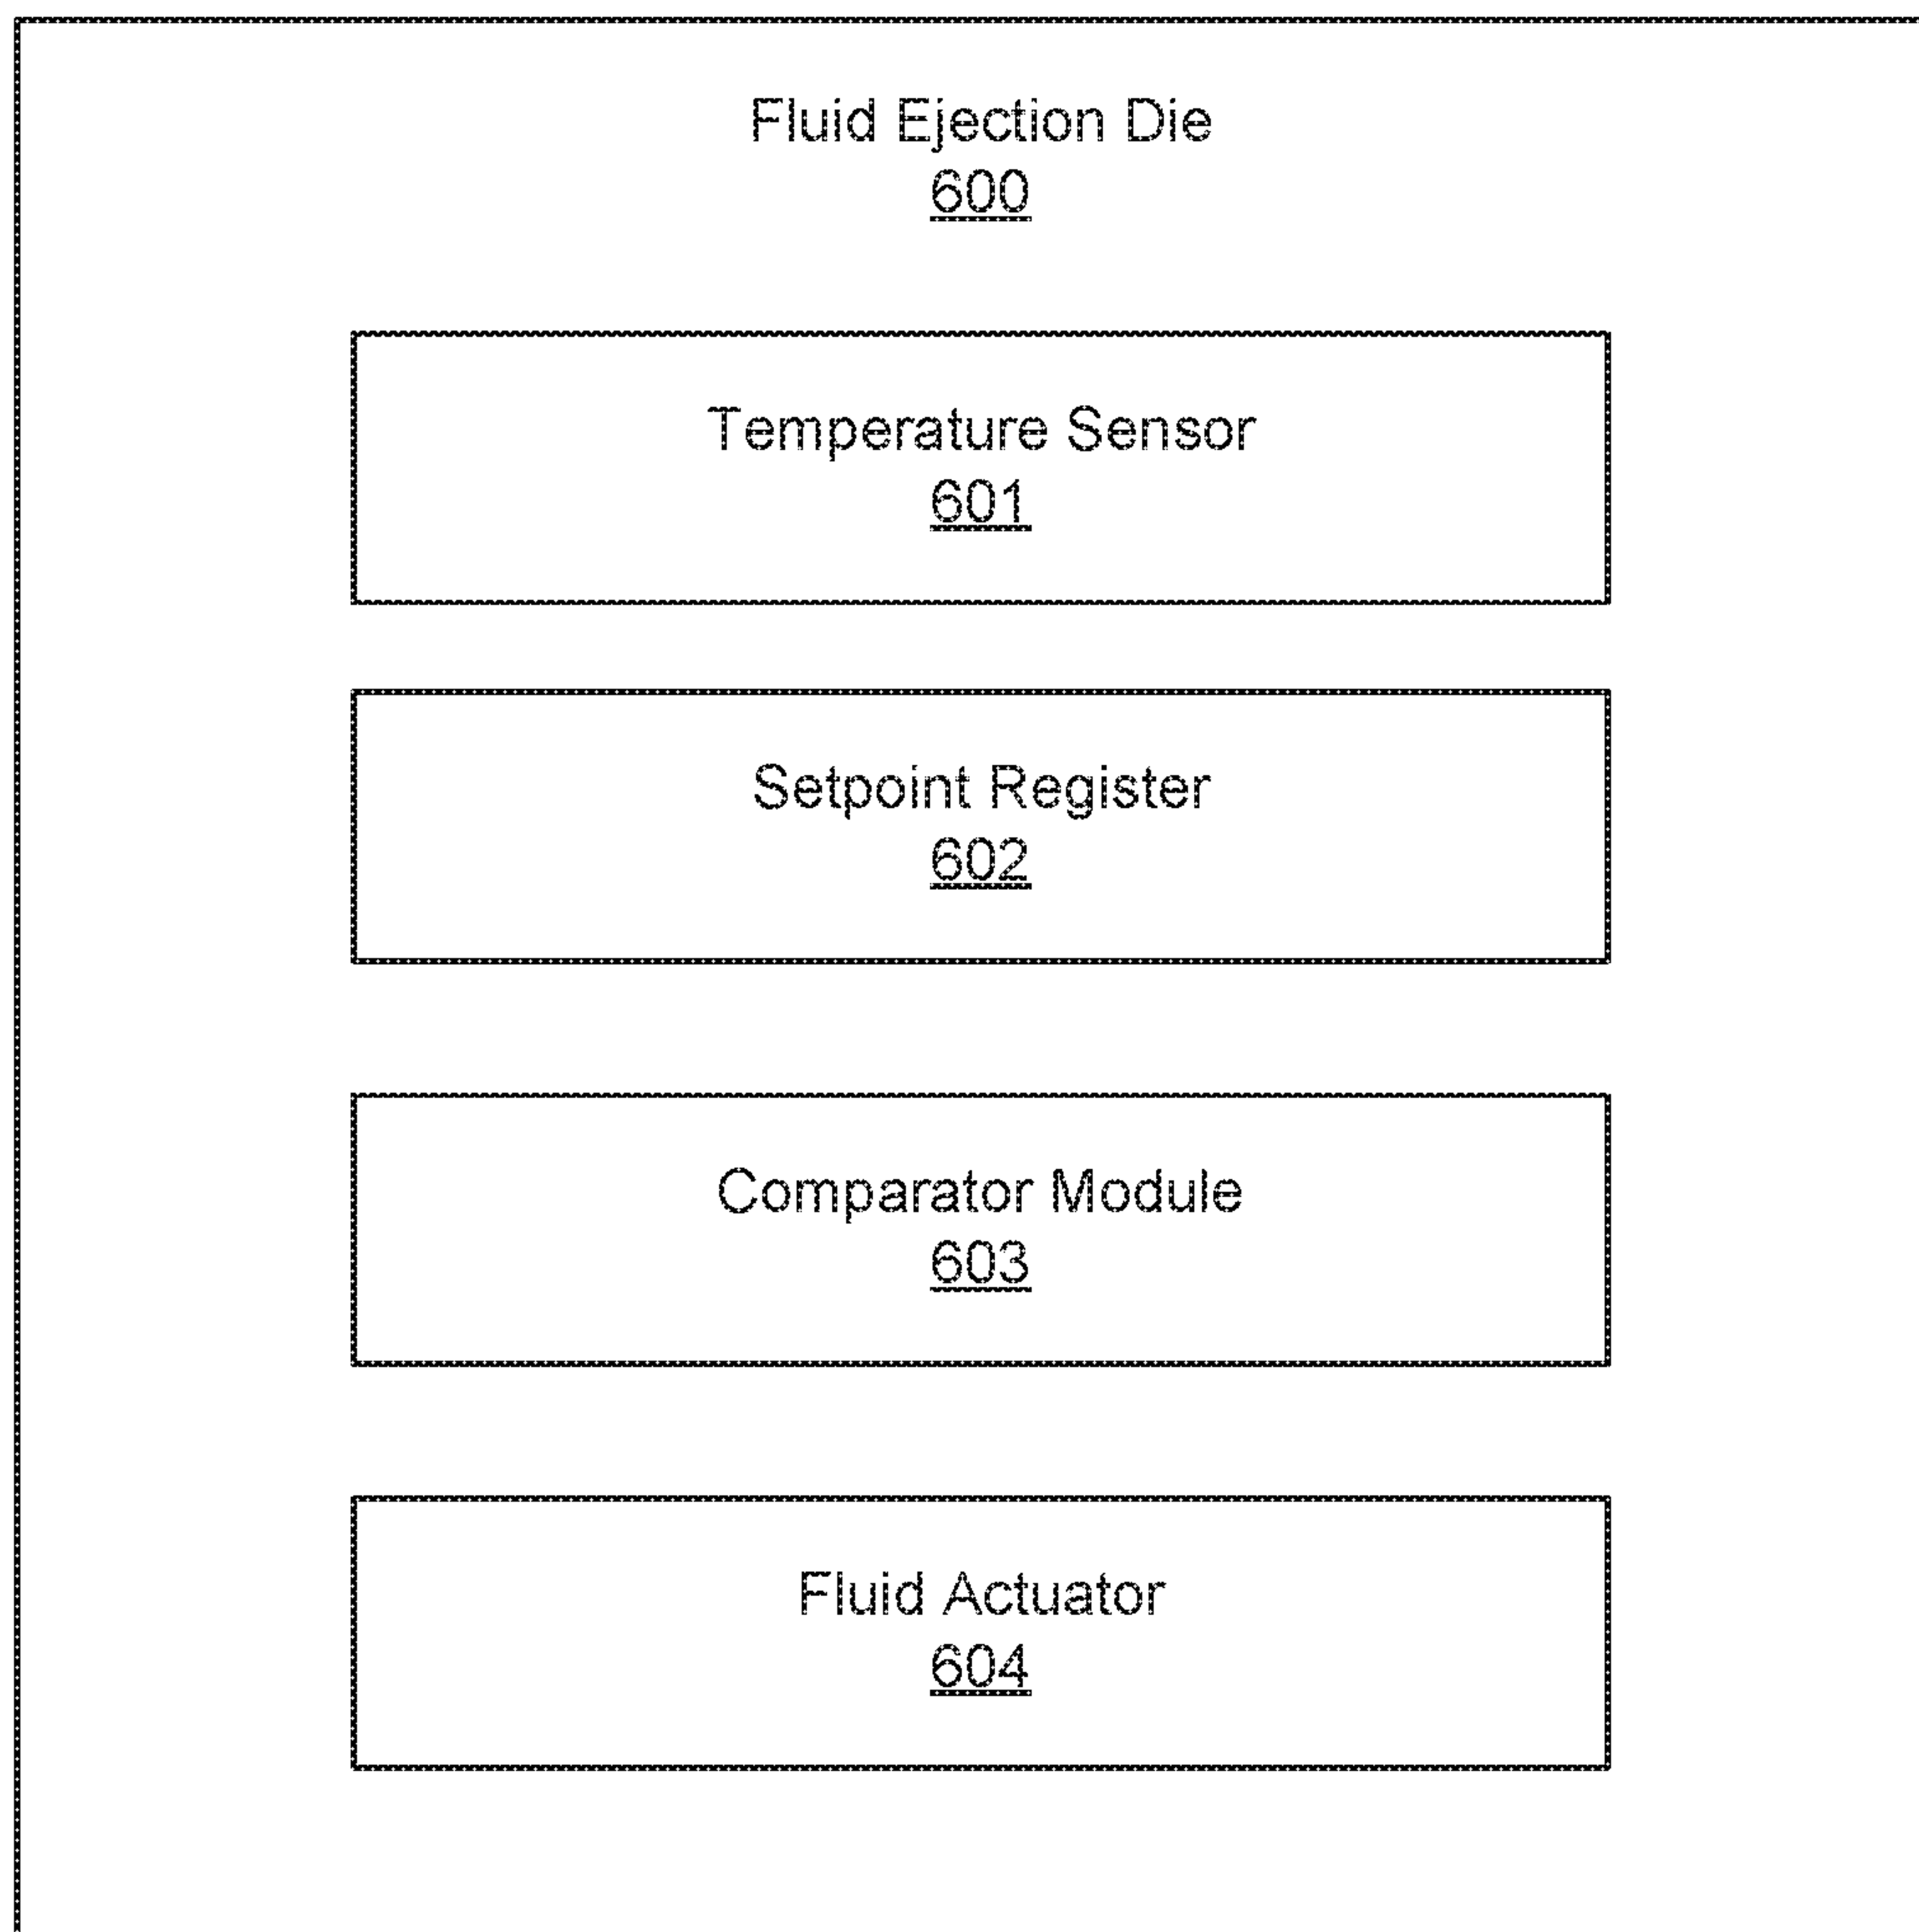 Fluid Ejection Die
600
Temperature Sensor
601
Setpoint Register
602
Comparator Module
603
Fluid Actuator
604